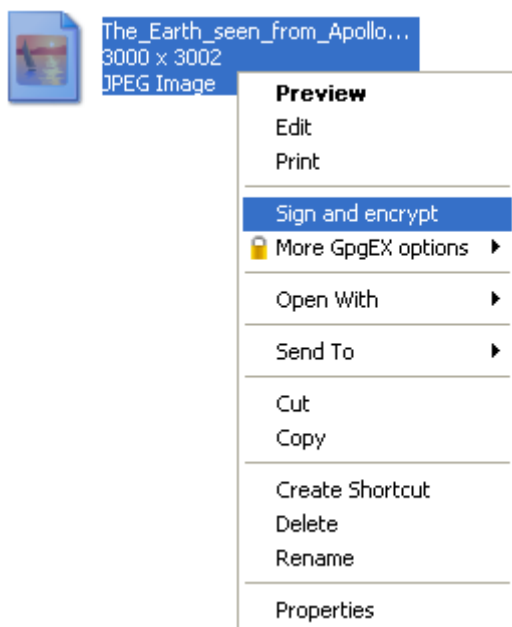 The_Earth_seen_from_Apollo...
3000 x 3002
JPEG Image
Preview
Edit
Print
Sign and encrypt
More GpgEX options
Open With
Send To
Cut
Copy
Create Shortcut
Delete
Rename
Properties